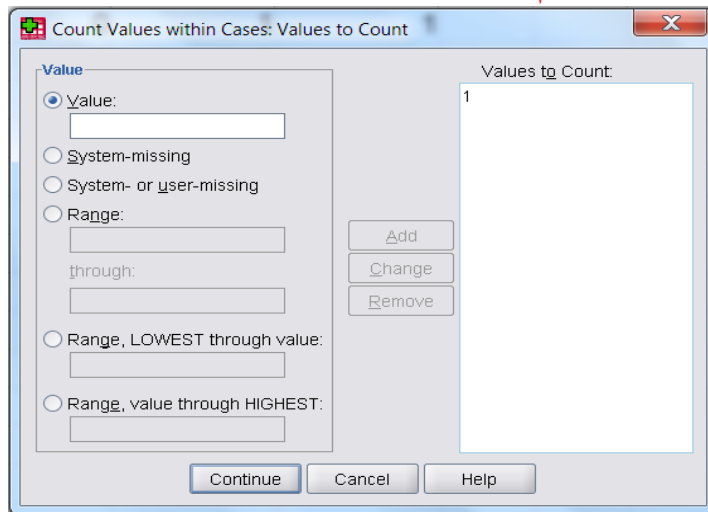 Count Values within Cases: Values to Count
Value
Value:
System-missing
System- or user-missing
Range:
through:
Range, LOWEST through value:
Range, value through HIGHEST:
Add
Change
Remove
Values to Count:
1
Continue
Cancel
Help